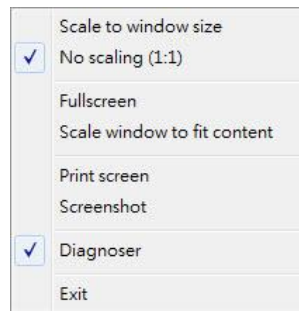 Scale to window size
No scaling (1:1)
Fullscreen
Scale window to fit content
Print screen
Screenshot
Diagnoser
Exit